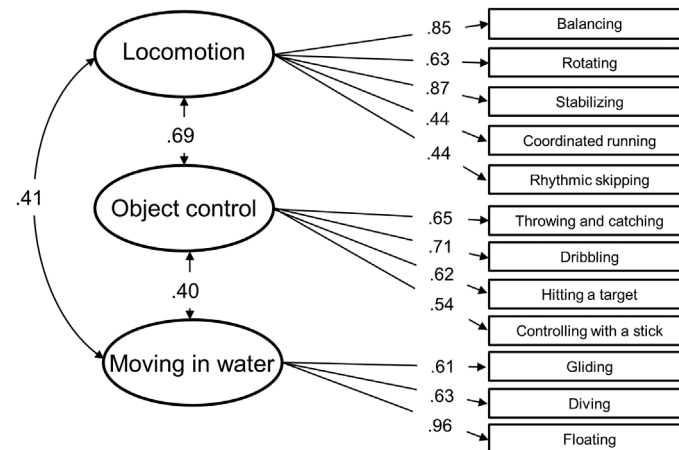 Locomotion
.85
Balancing
.63
Rotating
.87
Stabilizing
.44
Coordinated running
.44
Rhythmic skipping
.69
.41
Object control
.65
Throwing and catching
.71
Dribbling
.62
Hitting a target
.54
Controlling with a stick
.40
Moving in water
.61
Gliding
.63
Diving
.96
Floating